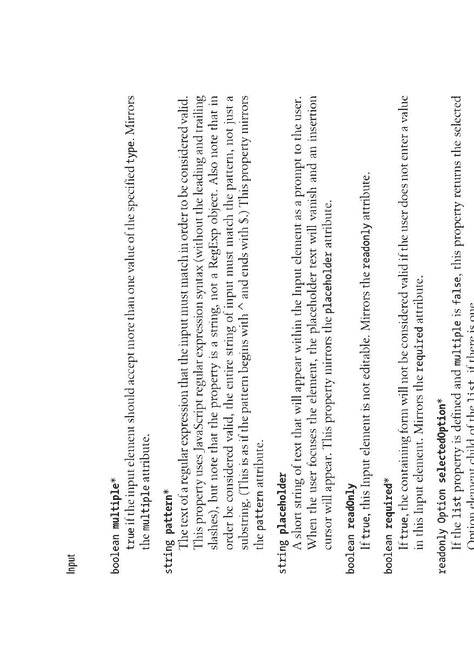 Input
boolean multiple*
true if the input element should accept more than one value of the specified type. Mirrors
the multiple attribute.
string pattern*
The text of a regular expression that the input must match in order to be considered valid.
This property uses JavaScript regular expression syntax (without the leading and trailing
slashes), but note that the property is a string, not a RegExp object. Also note that in
order be considered valid, the entire string of input must match the pattern, not just a
substring. (This is as if the pattern begins with ^ and ends with $.) This property mirrors
the pattern attribute.
string placeholder
A short string of text that will appear within the Input element as a prompt to the user.
When the user focuses the element, the placeholder text will vanish and an insertion
cursor will appear. This property mirrors the placeholder attribute.
boolean readOnly
If true, this Input element is not editable. Mirrors the readonly attribute.
boolean required*
If true, the containing form will not be considered valid if the user does not enter a value
in this Input element. Mirrors the required attribute.
readonly Option selectedOption*
If the list property is defined and multiple is false, this property returns the selected
Option element child of the list, if there is one.